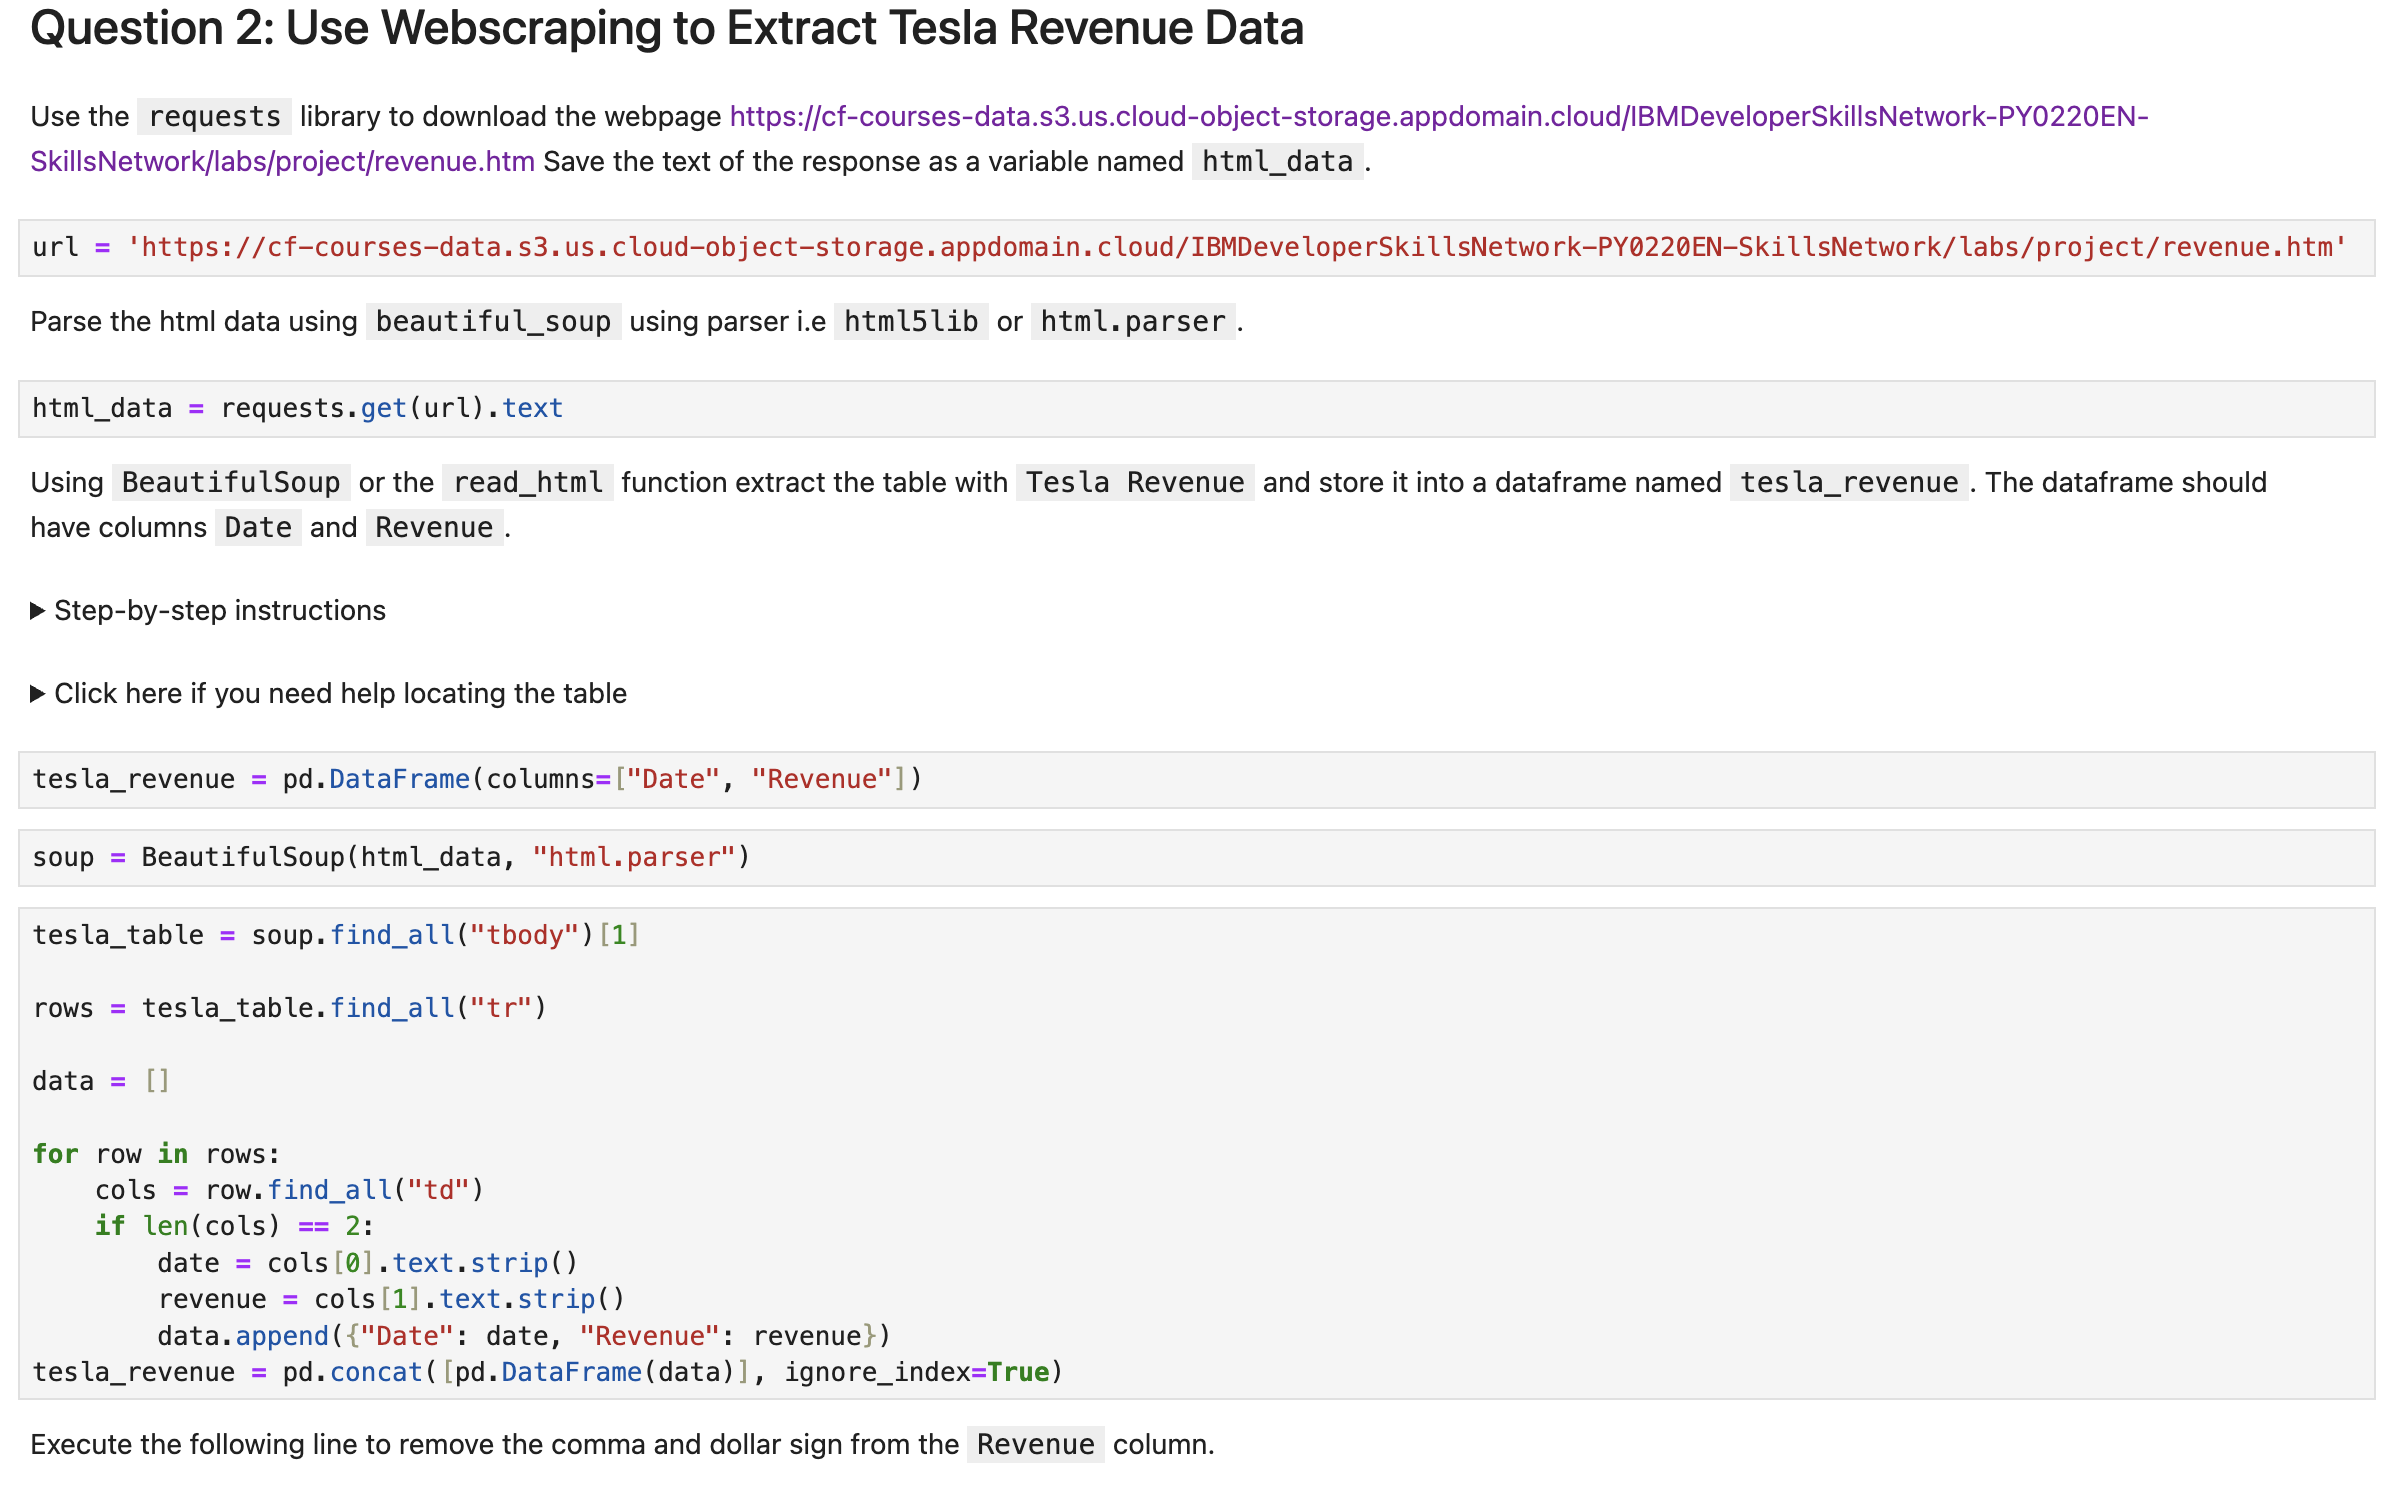 Question 2: Use Webscraping to Extract Tesla Revenue Data
Use the requests library to download the webpage https://cf-courses-data.s3.us.cloud-object-storage.appdomain.cloud/IBMDeveloperSkillsNetwork-PY0220EN-
SkillsNetwork/labs/project/revenue.htm Save the text of the response as a variable named html_data.
url = 'https://cf-courses-data.s3.us.cloud-object-storage.appdomain.cloud/IBMDeveloperSkillsNetwork-PY0220EN-SkillsNetwork/labs/project/revenue.htm'
Parse the html data using beautiful_soup using parser i.e html5lib or html.parser.
html_data = requests.get(url).text
Using BeautifulSoup or the read_html function extract the table with Tesla Revenue and store it into a dataframe named tesla_revenue. The dataframe should
have columns Date and Revenue.
▶ Step-by-step instructions
▶ Click here if you need help locating the table
tesla_revenue = pd.DataFrame(columns=["Date", "Revenue"])
soup = BeautifulSoup(html_data, "html.parser")
tesla_table = soup.find_all("tbody")[1]
rows = tesla_table.find_all("tr")
data = []
for row in rows:
    cols = row.find_all("td")
    if len(cols) == 2:
        date = cols[0].text.strip()
        revenue = cols[1].text.strip()
        data.append({"Date": date, "Revenue": revenue})
tesla_revenue = pd.concat([pd.DataFrame(data)], ignore_index=True)
Execute the following line to remove the comma and dollar sign from the Revenue column.